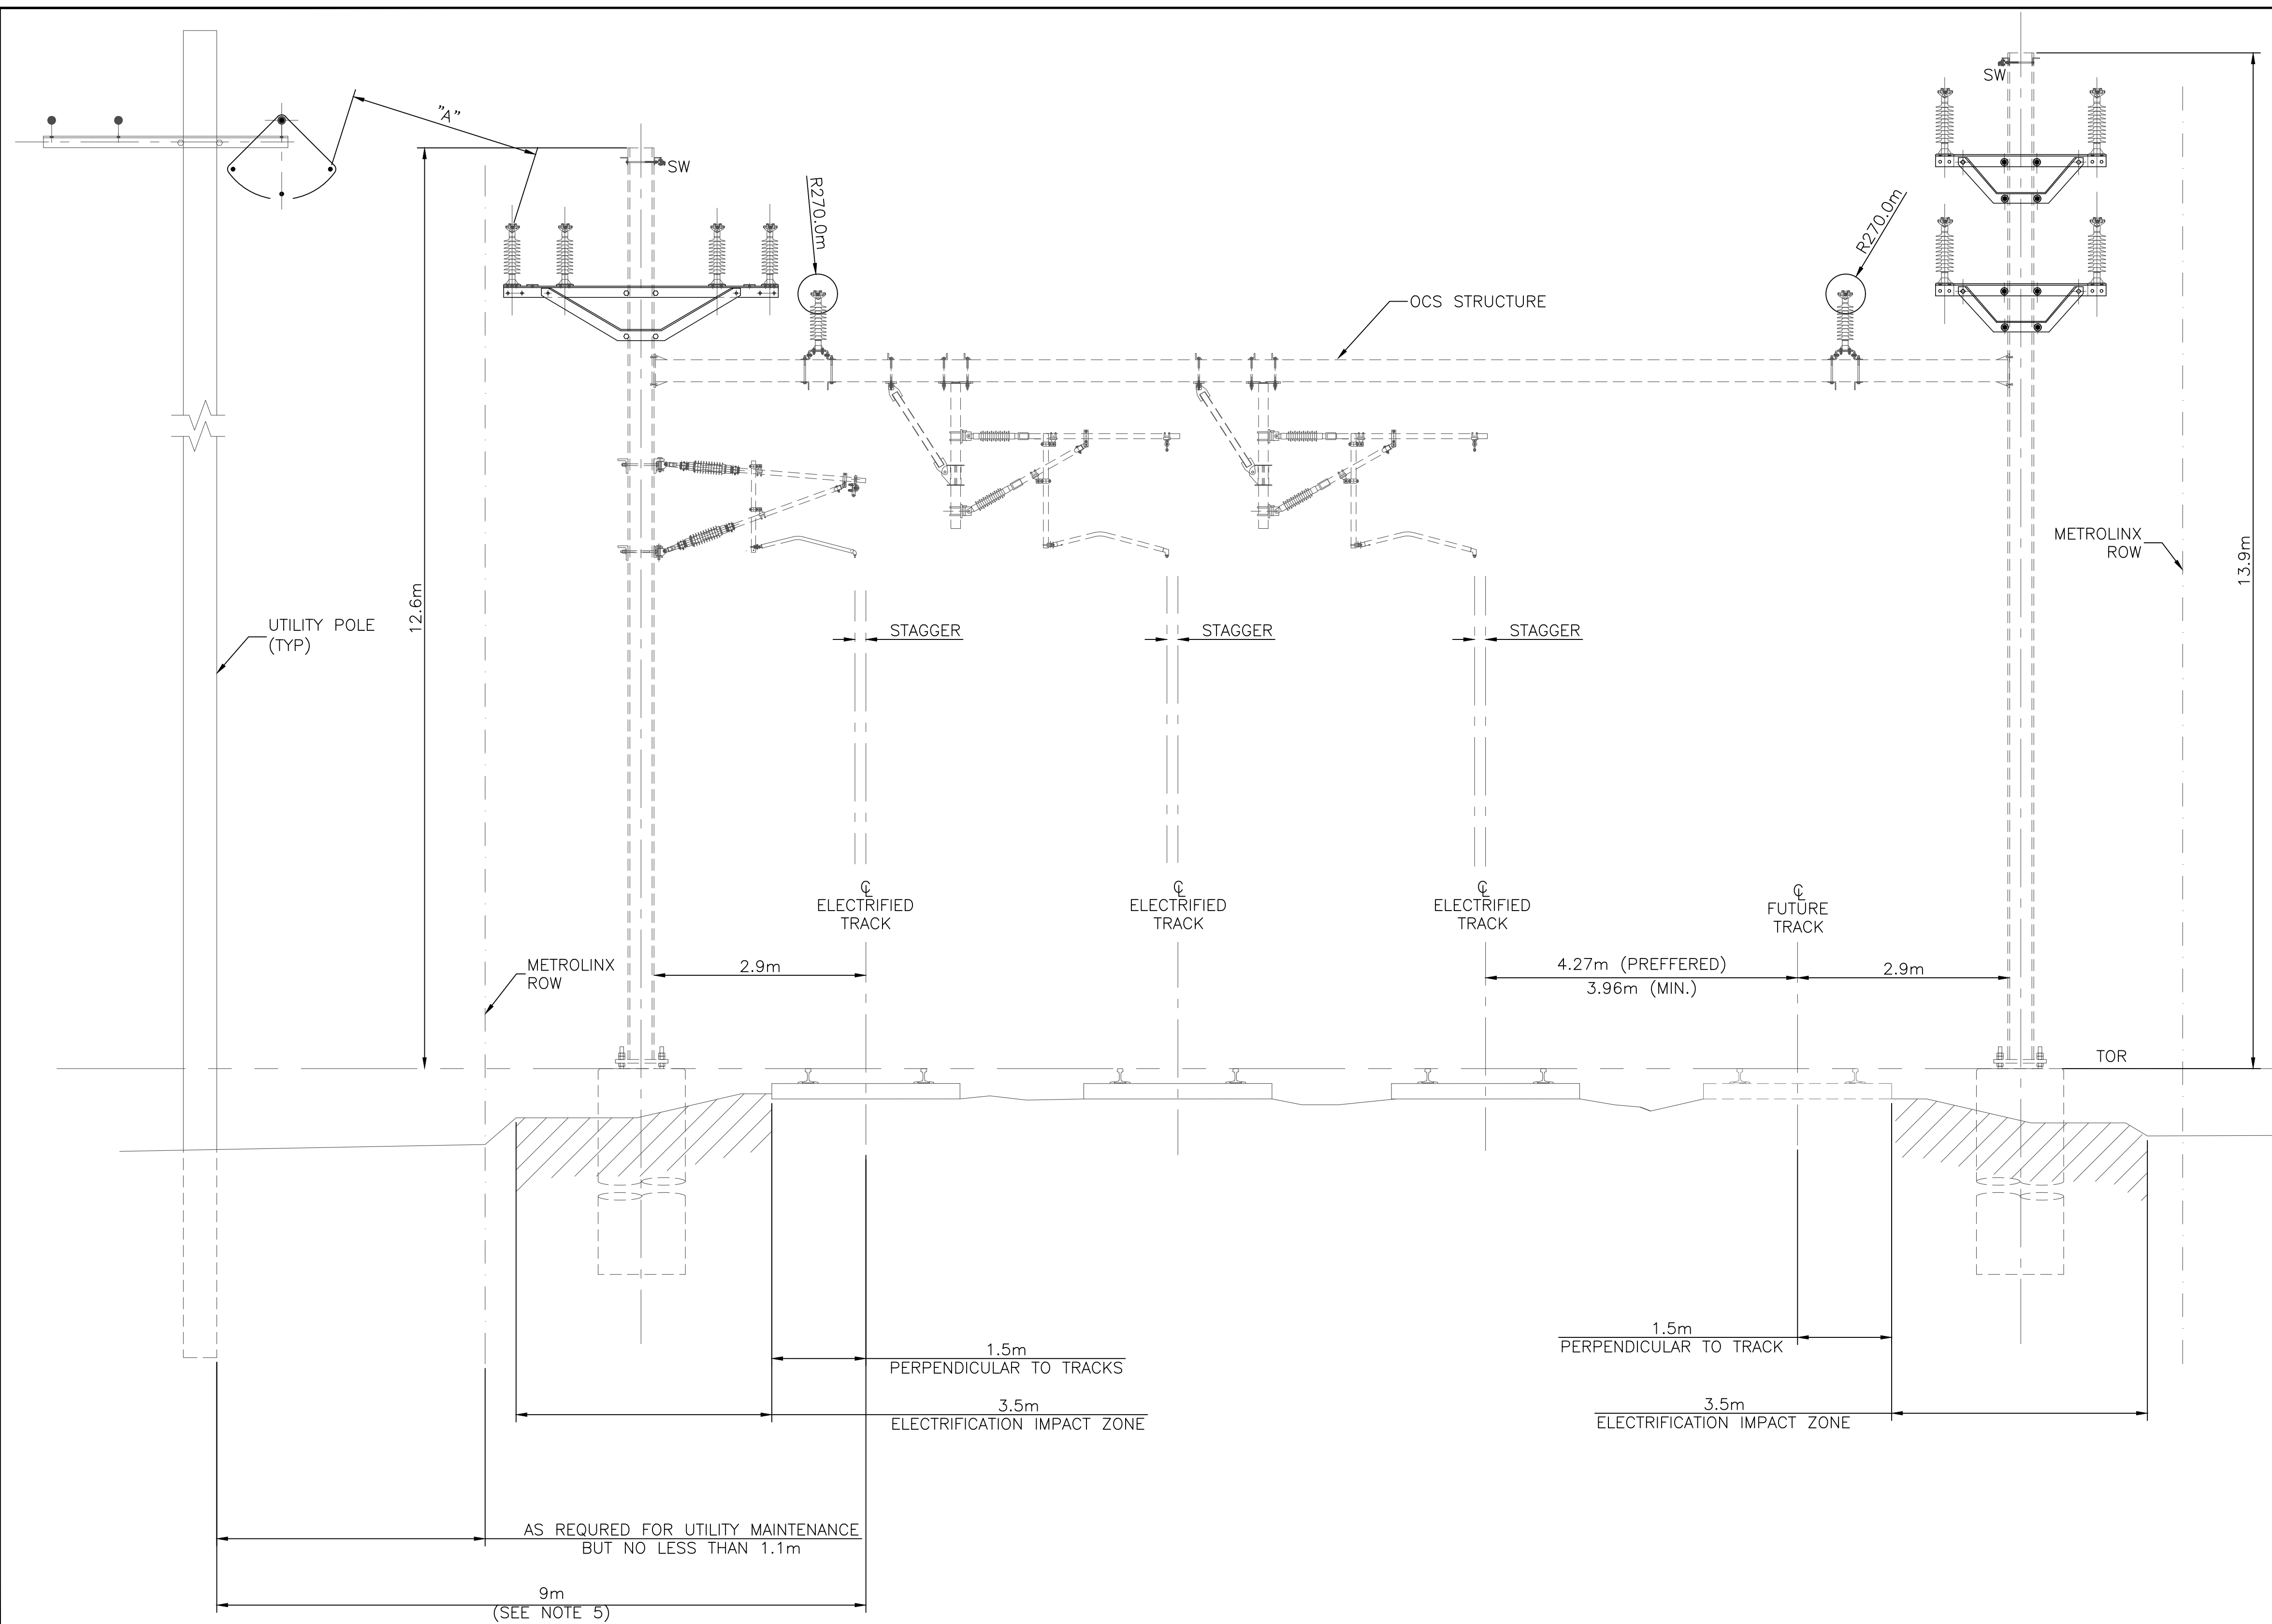 "A"
SW
SW
R270.0m
R270.0m
OCS STRUCTURE
METROLINX
ROW
13.9m
12.6m
UTILITY POLE
(TYP)
STAGGER
STAGGER
STAGGER
℄
ELECTRIFIED
TRACK
℄
ELECTRIFIED
TRACK
℄
ELECTRIFIED
TRACK
℄
FUTURE
TRACK
METROLINX
ROW
2.9m
4.27m (PREFFERED)
3.96m (MIN.)
2.9m
TOR
1.5m
PERPENDICULAR TO TRACKS
1.5m
PERPENDICULAR TO TRACK
3.5m
ELECTRIFICATION IMPACT ZONE
3.5m
ELECTRIFICATION IMPACT ZONE
AS REQURED FOR UTILITY MAINTENANCE
BUT NO LESS THAN 1.1m
9m
(SEE NOTE 5)